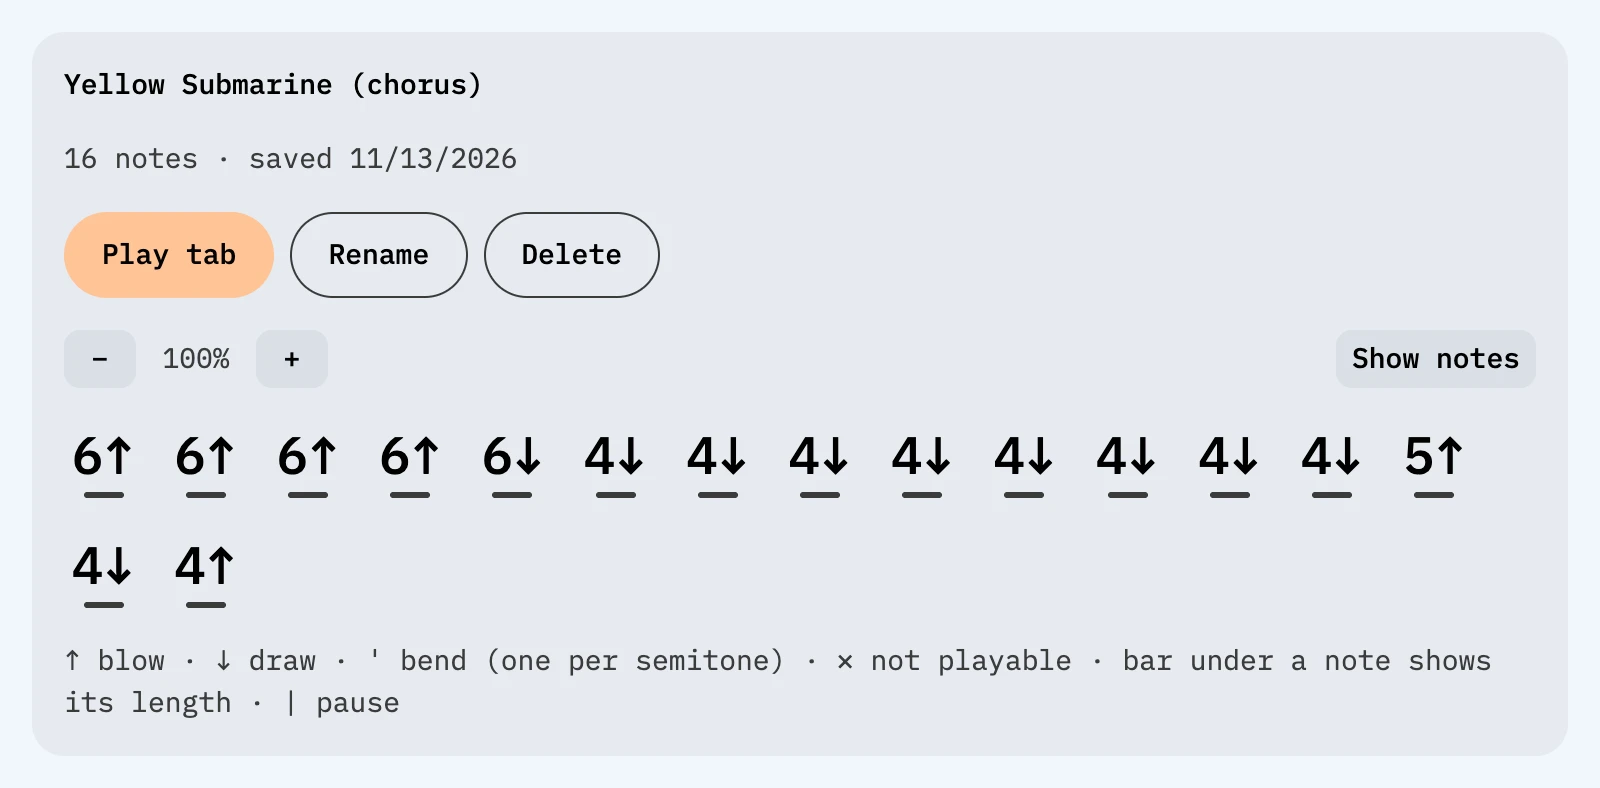 Yellow Submarine (chorus)
16 notes · saved 11/13/2026
Play tab Rename Delete
− 100% + Show notes
6↑ 6↑ 6↑ 6↑ 6↓ 4↓ 4↓ 4↓ 4↓ 4↓ 4↓ 4↓ 4↓ 5↑
4↓ 4↑
↑ blow · ↓ draw · ' bend (one per semitone) · × not playable · bar under a note shows
its length · | pause